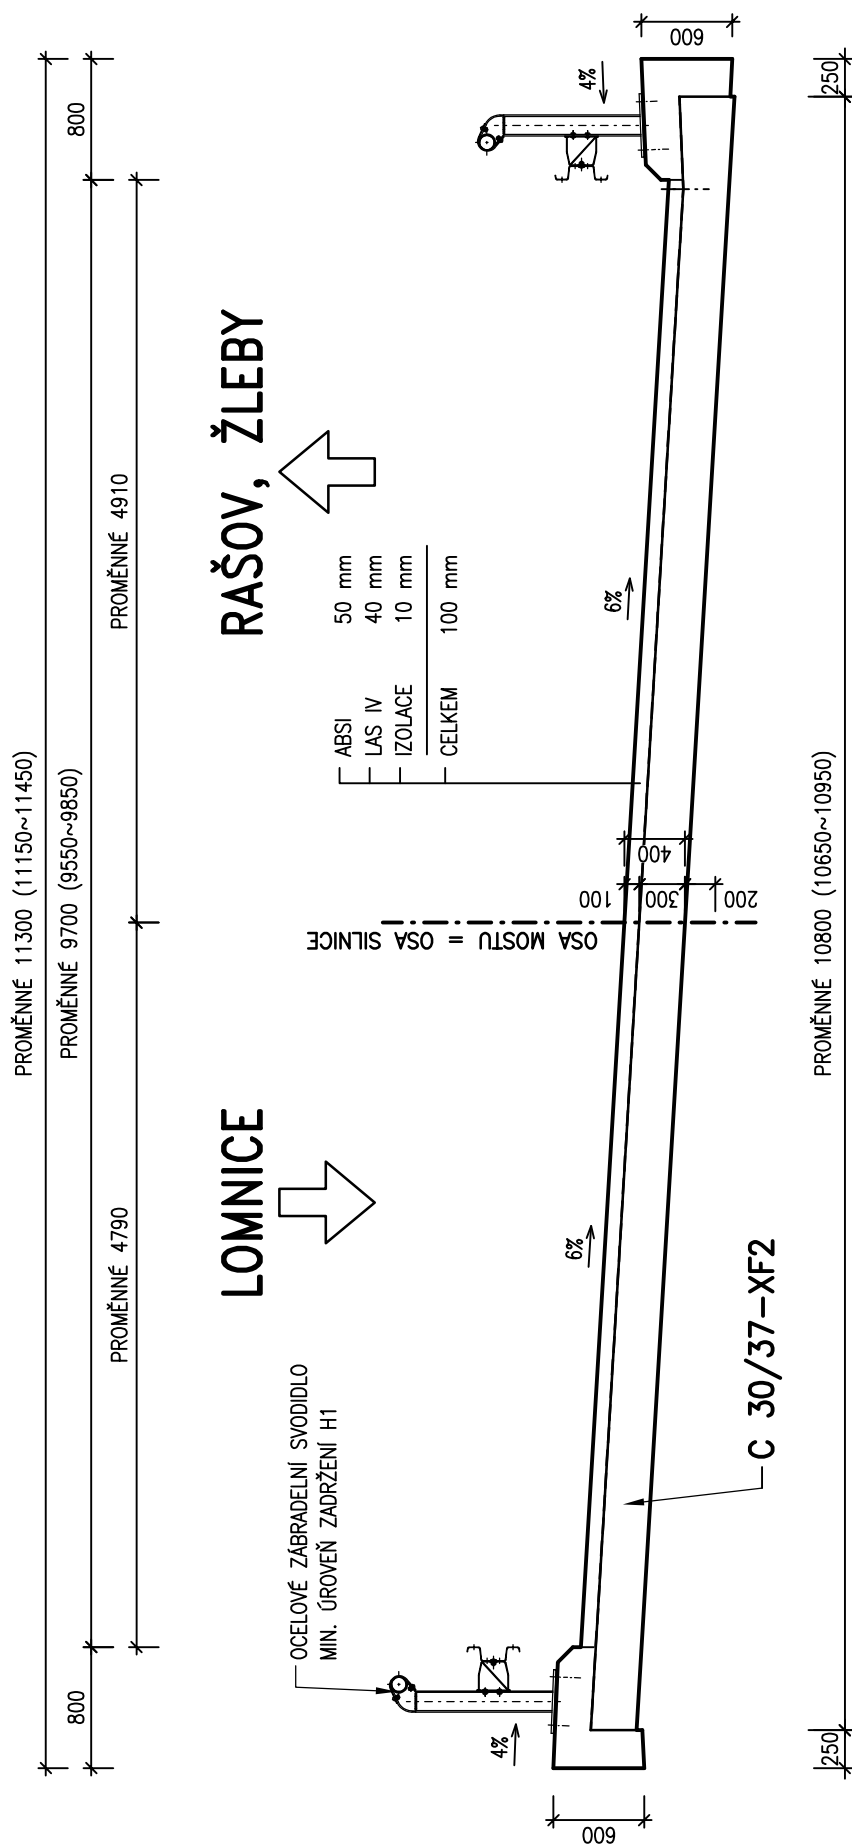 PROMĚNNÉ 11300 (11150~11450)
800
PROMĚNNÉ 9700 (9550~9850)
800
PROMĚNNÉ 4790
PROMĚNNÉ 4910
LOMNICE
RAŠOV, ŽLEBY
OCELOVÉ ZÁBRADELNÍ SVODIDLO
MIN. ÚROVEŇ ZADRŽENÍ H1
ABSI 50 mm
LAS IV 40 mm
IZOLACE 10 mm
CELKEM 100 mm
OSA MOSTU = OSA SILNICE
4%
6%
6%
4%
600
100
300
200
400
600
C 30/37-XF2
250
PROMĚNNÉ 10800 (10650~10950)
250